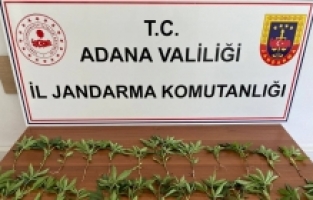 T.C.
ADANA VALİLİĞİ
İL JANDARMA KOMUTANLIĞI